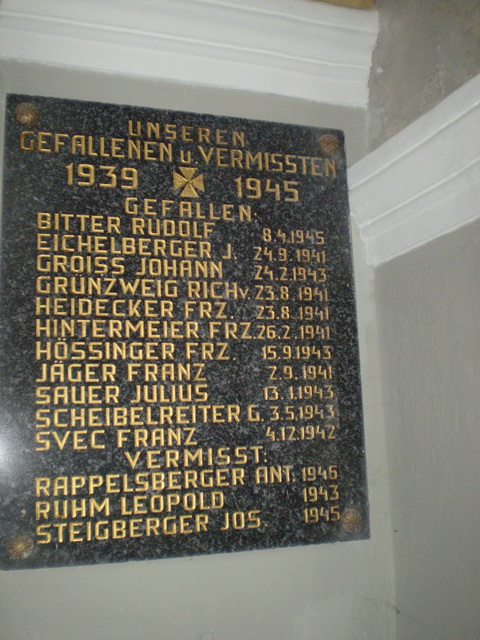 UNSEREN
GEFALLENEN u. VERMISSTEN
1939 1945
GEFALLEN:
BITTER RUDOLF 8.4.1945
EICHELBERGER J. 24.9.1941
GROISS JOHANN 24.2.1943
GRÜNZWEIG RICH v. 23.8.1941
HEIDECKER FRZ. 23.8.1941
HINTERMEIER FRZ. 26.2.1941
HÖSSINGER FRZ. 15.9.1943
JÄGER FRANZ 2.9.1941
SAUER JULIUS 13.1.1943
SCHEIBELREITER G. 3.5.1943
SVEC FRANZ 4.12.1942
VERMISST:
RAPPELSBERGER ANT. 1946
RUHM LEOPOLD 1943
STEIGBERGER JOS. 1945